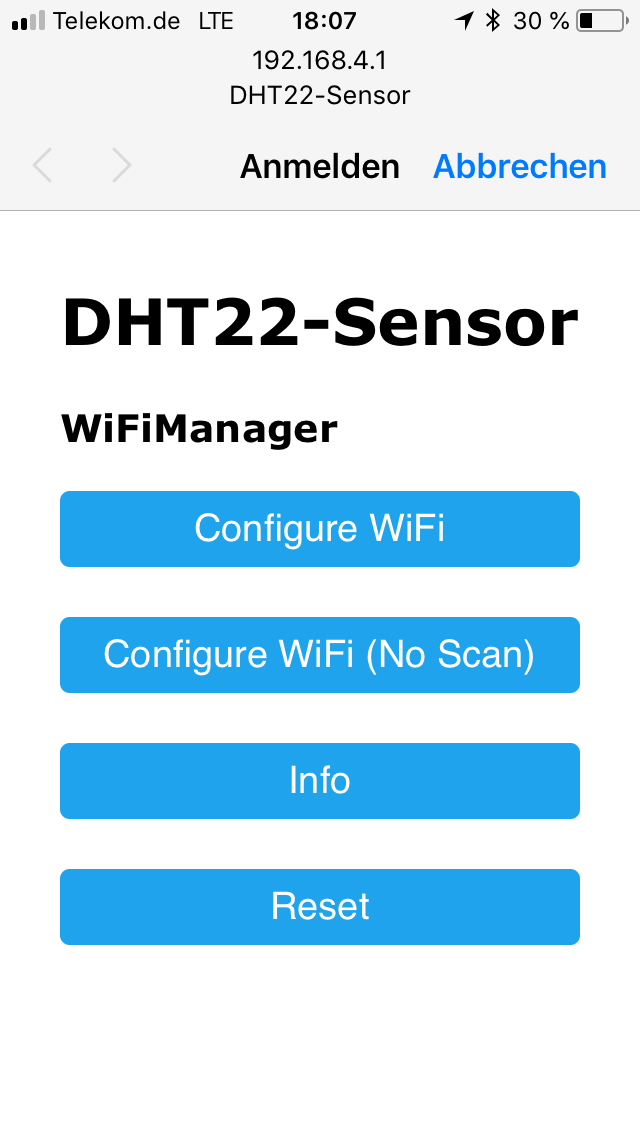 Telekom.de LTE 18:07 30 %
192.168.4.1
DHT22-Sensor
Anmelden Abbrechen
DHT22-Sensor
WiFiManager
Configure WiFi
Configure WiFi (No Scan)
Info
Reset